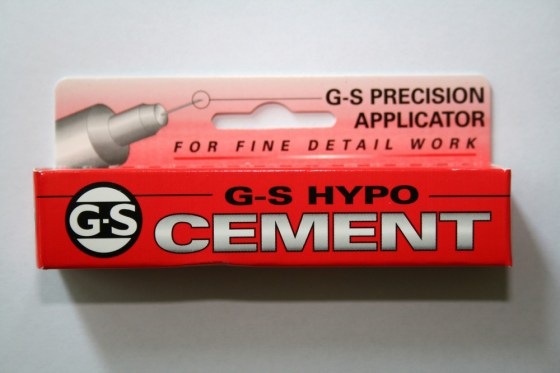 G-S PRECISION
APPLICATOR
FOR FINE DETAIL WORK
G-S HYPO
G-S
CEMENT